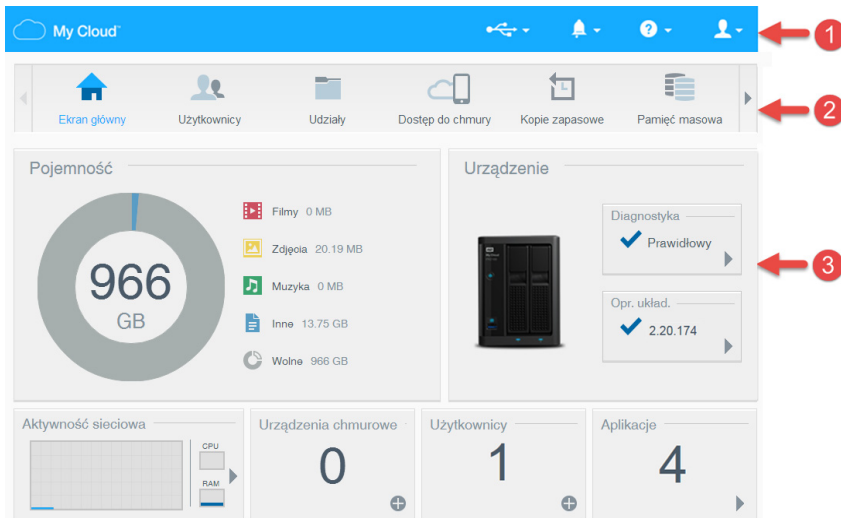 My Cloud™
1
Ekran główny Użytkownicy Udziały Dostęp do chmury Kopie zapasowe Pamięć masowa
2
Pojemność
966
GB
Filmy 0 MB
Zdjęcia 20.19 MB
Muzyka 0 MB
Inne 13.75 GB
Wolne 966 GB
Urządzenie
Diagnostyka
Prawidłowy
Opr. układ.
2.20.174
3
Aktywność sieciowa
CPU
RAM
Urządzenia chmurowe
0
Użytkownicy
1
Aplikacje
4